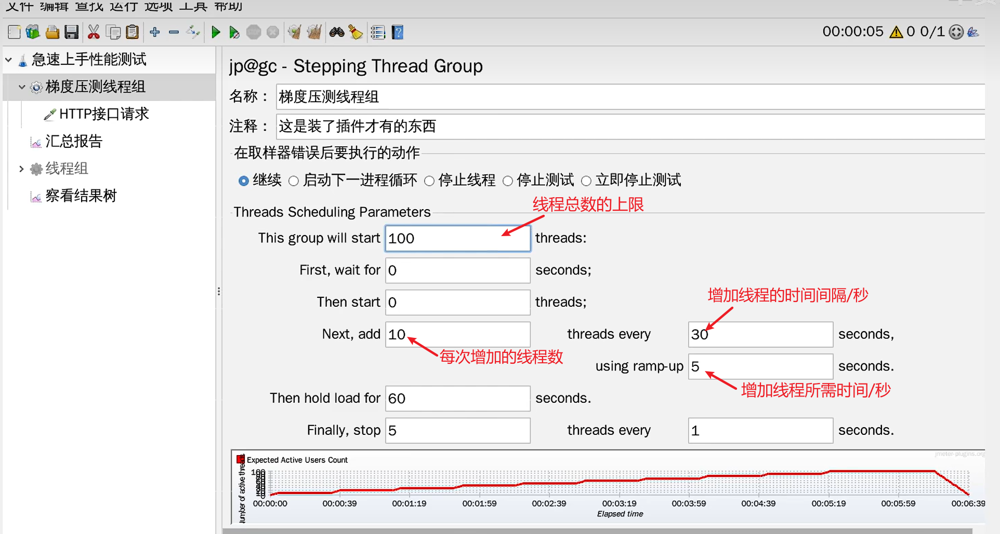 文件 编辑 查找 运行 选项 工具 帮助
00:00:05 0 0/1
急速上手性能测试
梯度压测线程组
HTTP接口请求
汇总报告
线程组
察看结果树
jp@gc - Stepping Thread Group
名称： 梯度压测线程组
注释： 这是装了插件才有的东西
在取样器错误后要执行的动作
继续 启动下一进程循环 停止线程 停止测试 立即停止测试
线程总数的上限
Threads Scheduling Parameters
This group will start 100 threads:
First, wait for 0 seconds;
Then start 0 threads;
增加线程的时间间隔/秒
Next, add 10 threads every 30 seconds,
每次增加的线程数
using ramp-up 5 seconds.
增加线程所需时间/秒
Then hold load for 60 seconds.
Finally, stop 5 threads every 1 seconds.
Expected Active Users Count
jmeter-plugins.org
100
00:00:00 00:00:39 00:01:19 00:01:59 00:02:39 00:03:19 00:03:59 00:04:39 00:05:19 00:05:59 00:06:39
Elapsed time